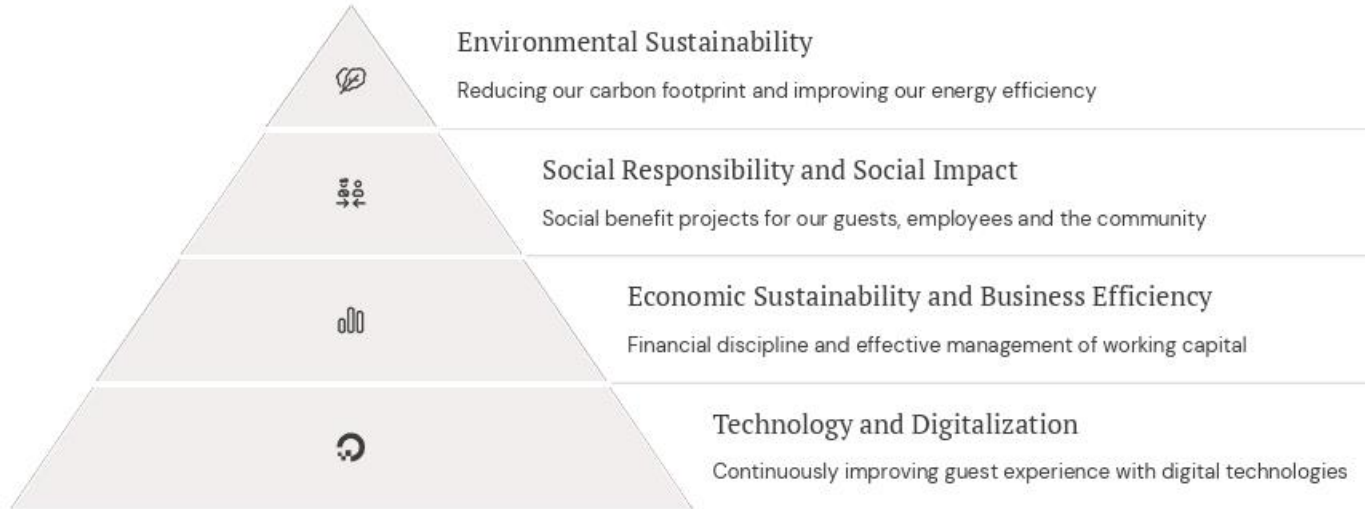 Environmental Sustainability
Reducing our carbon footprint and improving our energy efficiency
Social Responsibility and Social Impact
Social benefit projects for our guests, employees and the community
Economic Sustainability and Business Efficiency
Financial discipline and effective management of working capital
Technology and Digitalization
Continuously improving guest experience with digital technologies